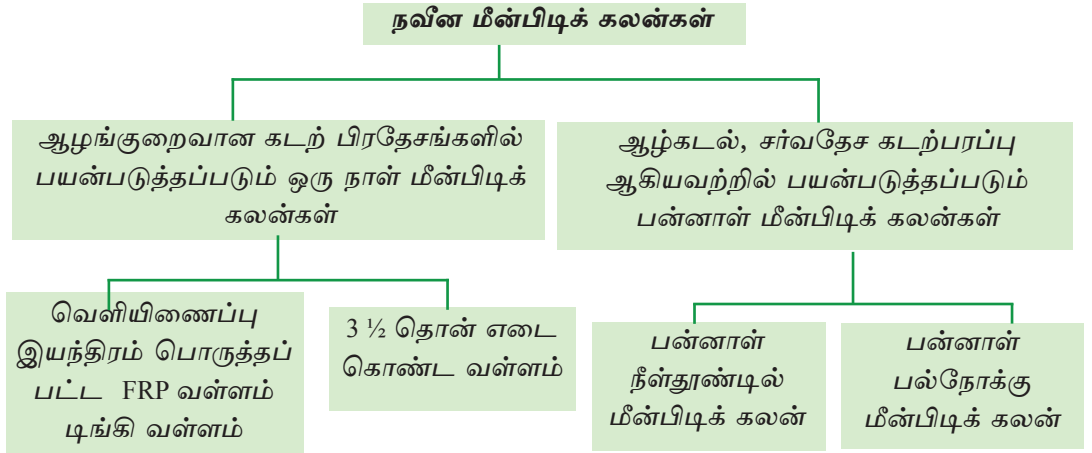 நவீன மீன்பிடிக் கலன்கள்
ஆழங்குறைவான கடற் பிரதேசங்களில்
பயன்படுத்தப்படும் ஒரு நாள் மீன்பிடிக்
கலன்கள்
ஆழ்கடல், சர்வதேச கடற்பரப்பு
ஆகியவற்றில் பயன்படுத்தப்படும்
பன்னாள் மீன்பிடிக் கலன்கள்
வெளியிணைப்பு
இயந்திரம் பொருத்தப்
பட்ட FRP வள்ளம்
டிங்கி வள்ளம்
3 ½ தொன் எடை
கொண்ட வள்ளம்
பன்னாள்
நீள்தூண்டில்
மீன்பிடிக் கலன்
பன்னாள்
பல்நோக்கு
மீன்பிடிக் கலன்